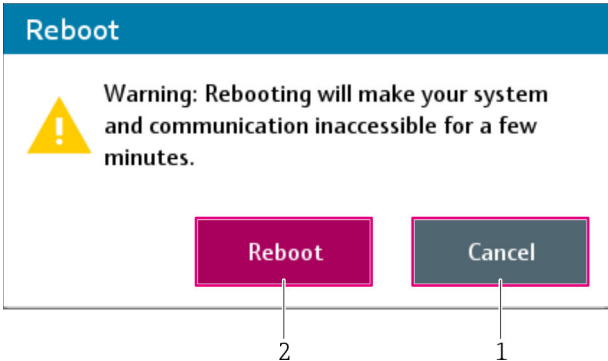 Reboot
Warning: Rebooting will make your system
and communication inaccessible for a few
minutes.
Reboot Cancel
2 1